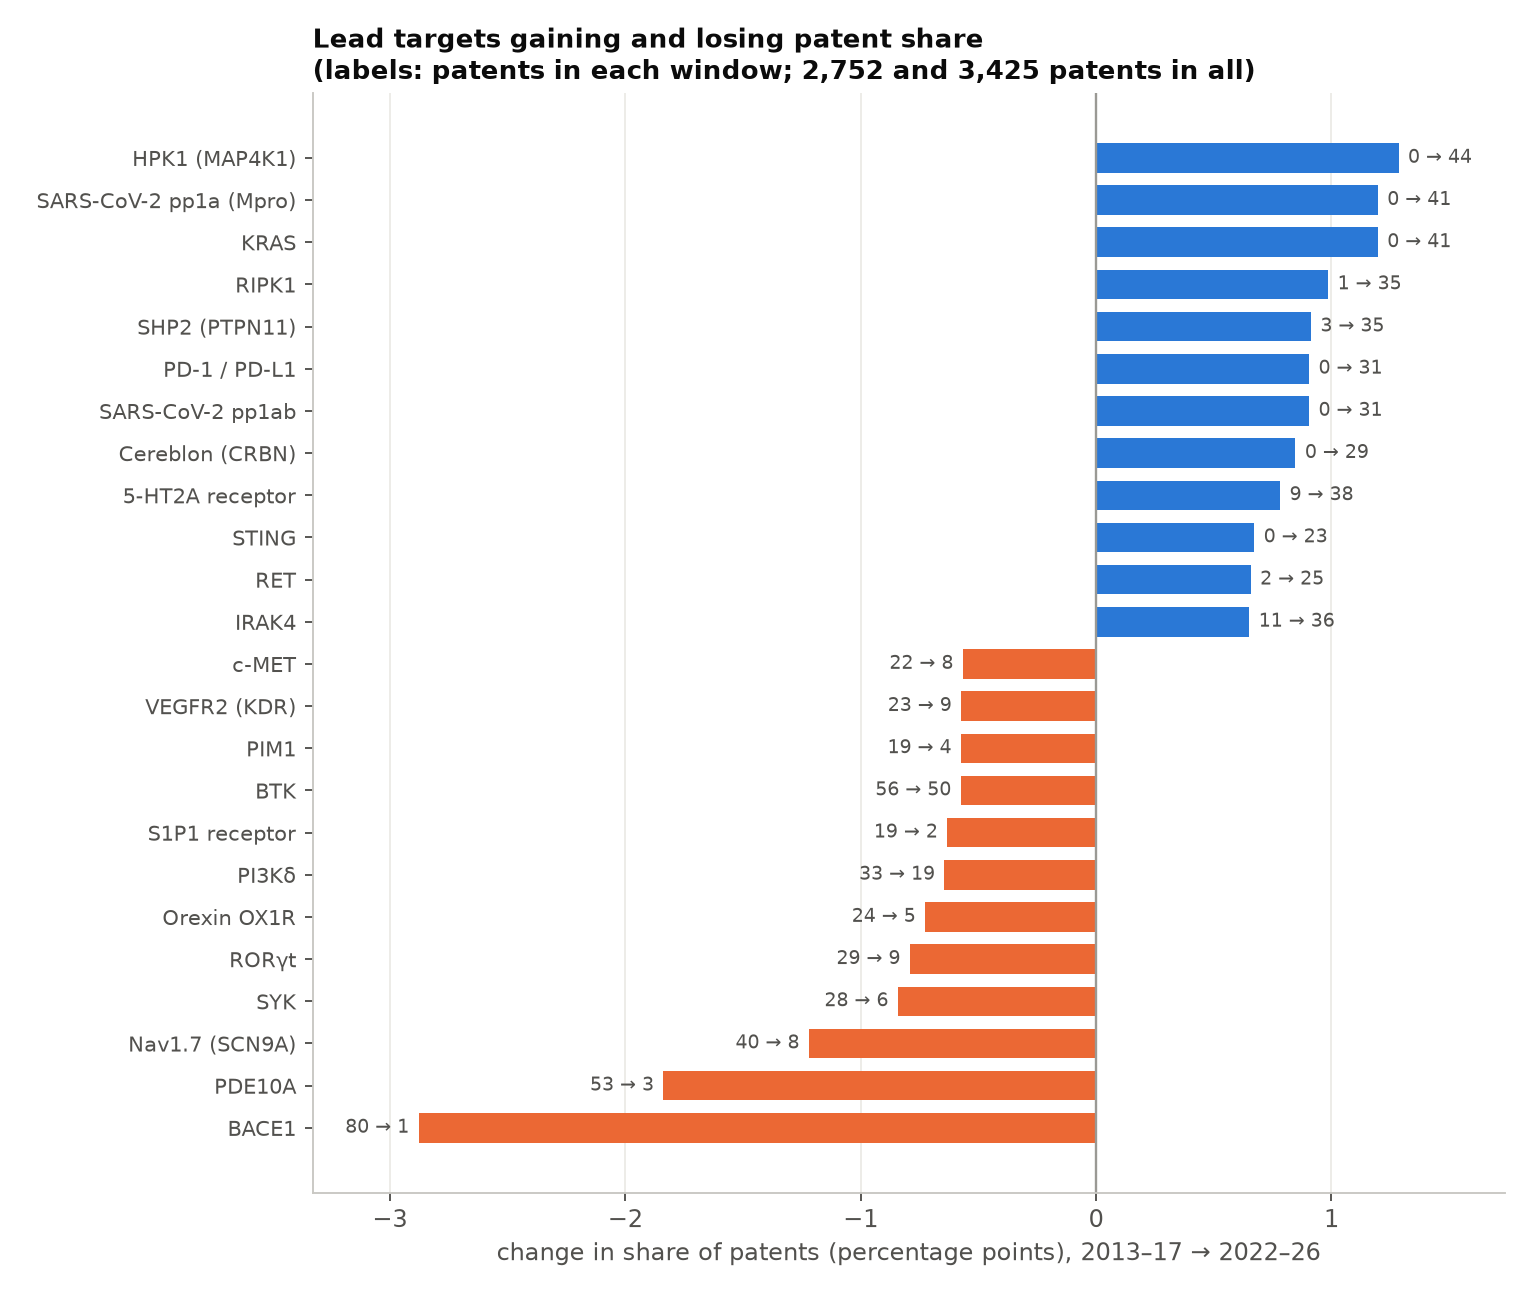 Lead targets gaining and losing patent share
(labels: patents in each window; 2,752 and 3,425 patents in all)
HPK1 (MAP4K1) 0 → 44
SARS-CoV-2 pp1a (Mpro) 0 → 41
KRAS 0 → 41
RIPK1 1 → 35
SHP2 (PTPN11) 3 → 35
PD-1 / PD-L1 0 → 31
SARS-CoV-2 pp1ab 0 → 31
Cereblon (CRBN) 0 → 29
5-HT2A receptor 9 → 38
STING 0 → 23
RET 2 → 25
IRAK4 11 → 36
c-MET 22 → 8
VEGFR2 (KDR) 23 → 9
PIM1 19 → 4
BTK 56 → 50
S1P1 receptor 19 → 2
PI3Kδ 33 → 19
Orexin OX1R 24 → 5
RORγt 29 → 9
SYK 28 → 6
Nav1.7 (SCN9A) 40 → 8
PDE10A 53 → 3
BACE1 80 → 1
−3 −2 −1 0 1
change in share of patents (percentage points), 2013–17 → 2022–26